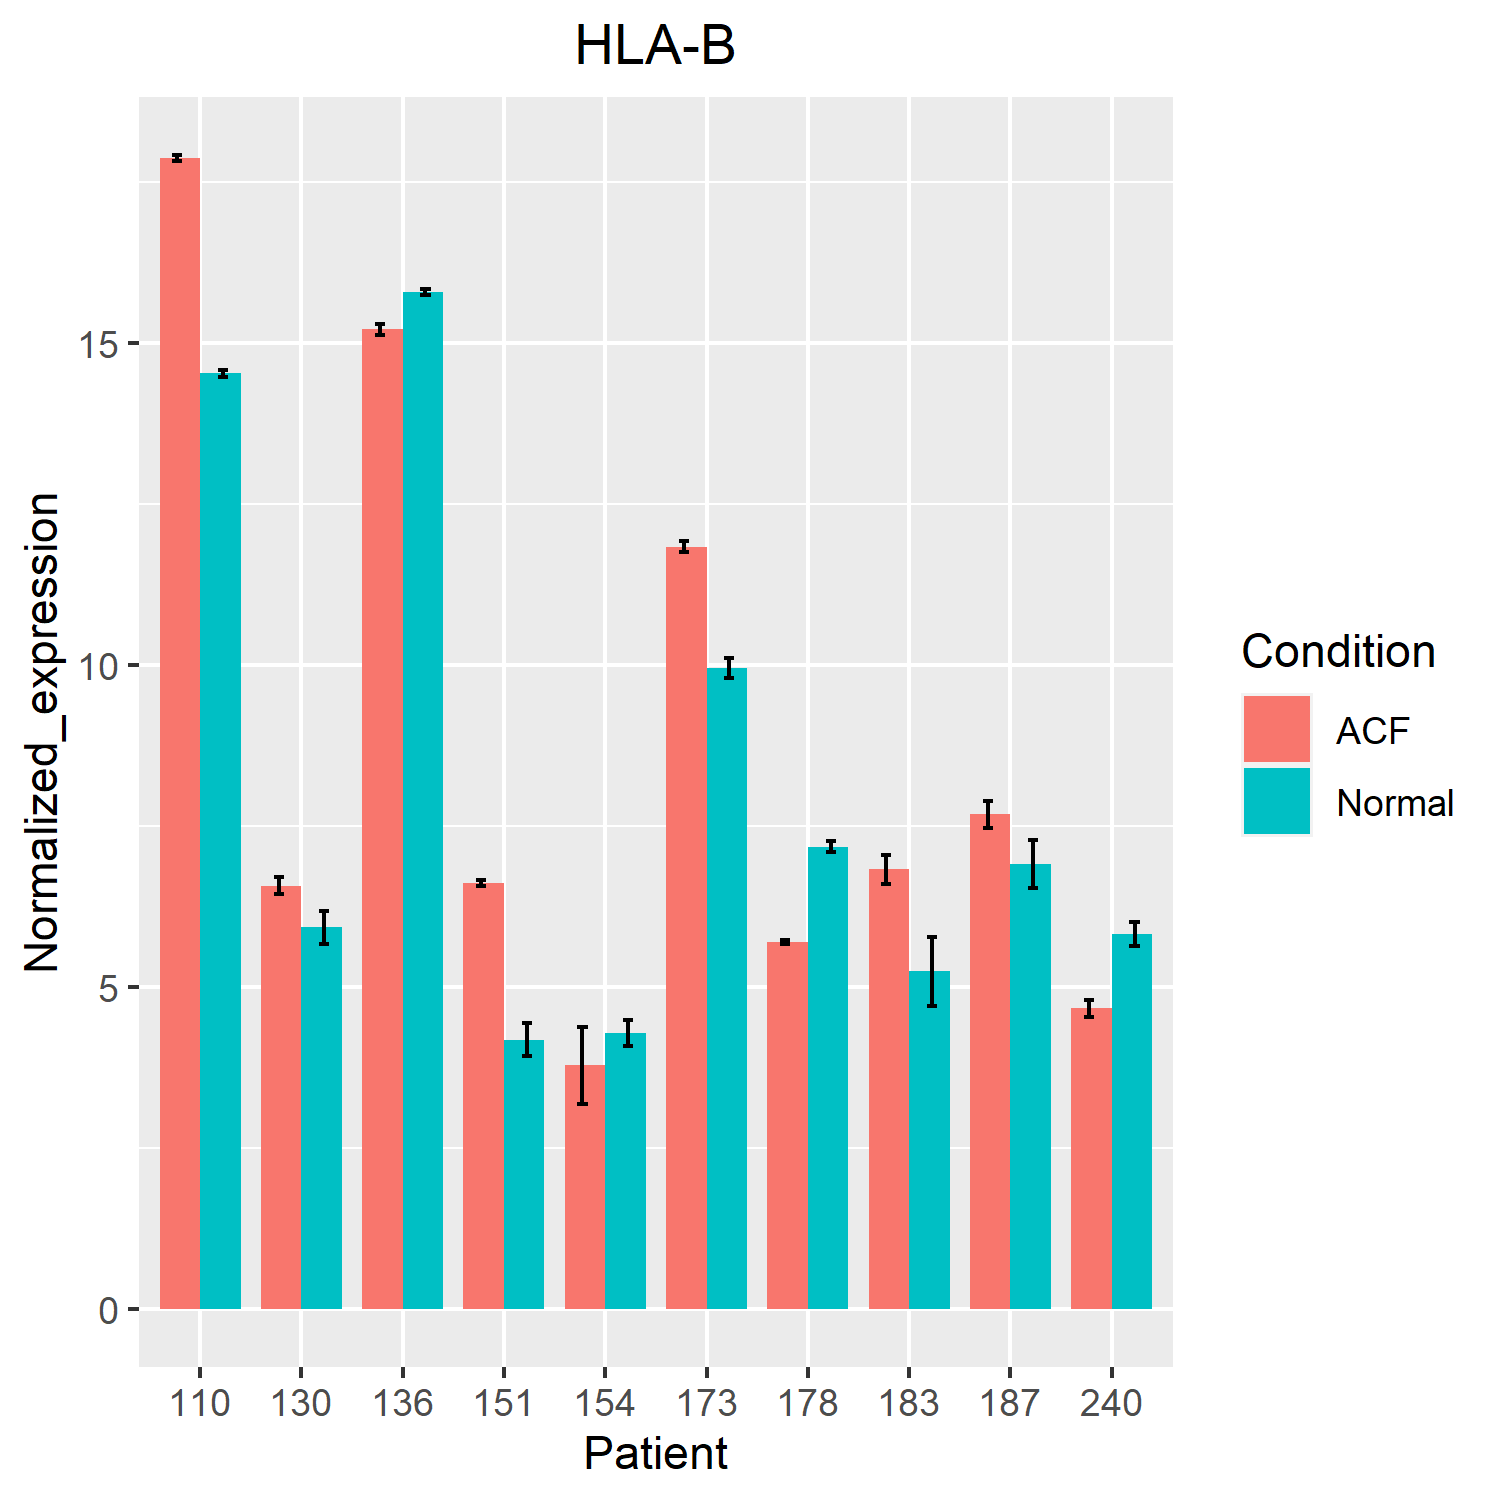 HLA-B
Normalized_expression
15
10
5
0
110 130 136 151 154 173 178 183 187 240
Patient
Condition
ACF
Normal